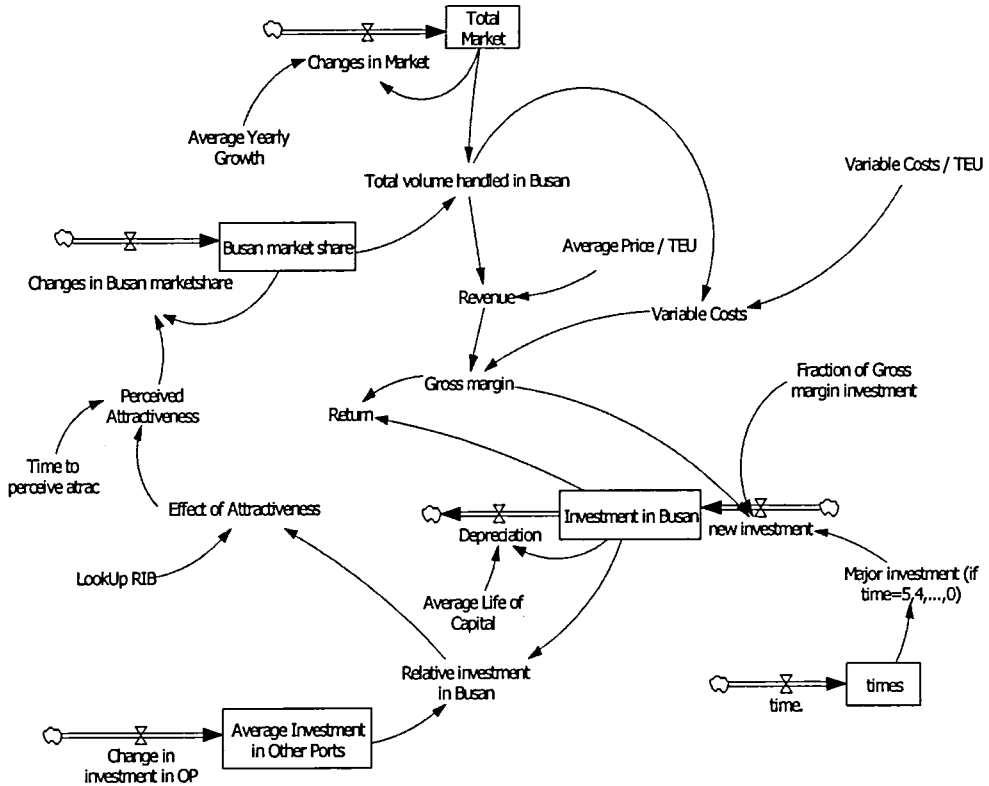 Total
Market
Changes in Market
Average Yearly
Growth
Total volume handled in Busan
Variable Costs / TEU
Busan market share
Average Price / TEU
Changes in Busan marketshare
Revenue
Variable Costs
Gross margin
Fraction of Gross
margin investment
Perceived
Attractiveness
Return
Time to
perceive atrac
Effect of Attractiveness
Investment in Busan
new investment
Depreciation
LookUp RIB
Major investment (if
time=5,4,...,0)
Average Life of
Capital
Relative investment
in Busan
times
time.
Average Investment
in Other Ports
Change in
investment in OP